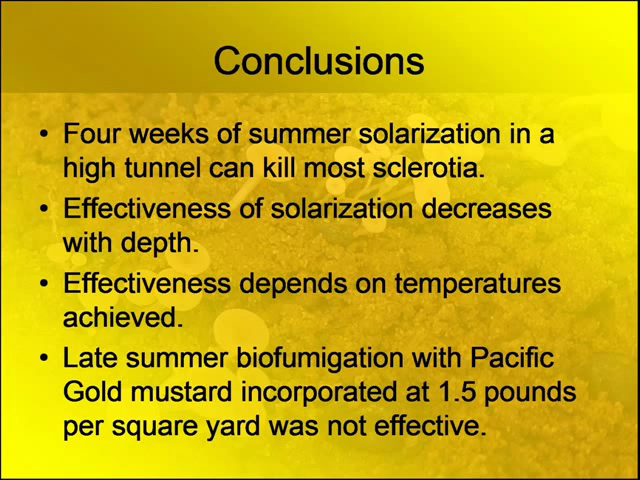 Conclusions
• Four weeks of summer solarization in a
high tunnel can kill most sclerotia.
• Effectiveness of solarization decreases
with depth.
• Effectiveness depends on temperatures
achieved.
• Late summer biofumigation with Pacific
Gold mustard incorporated at 1.5 pounds
per square yard was not effective.